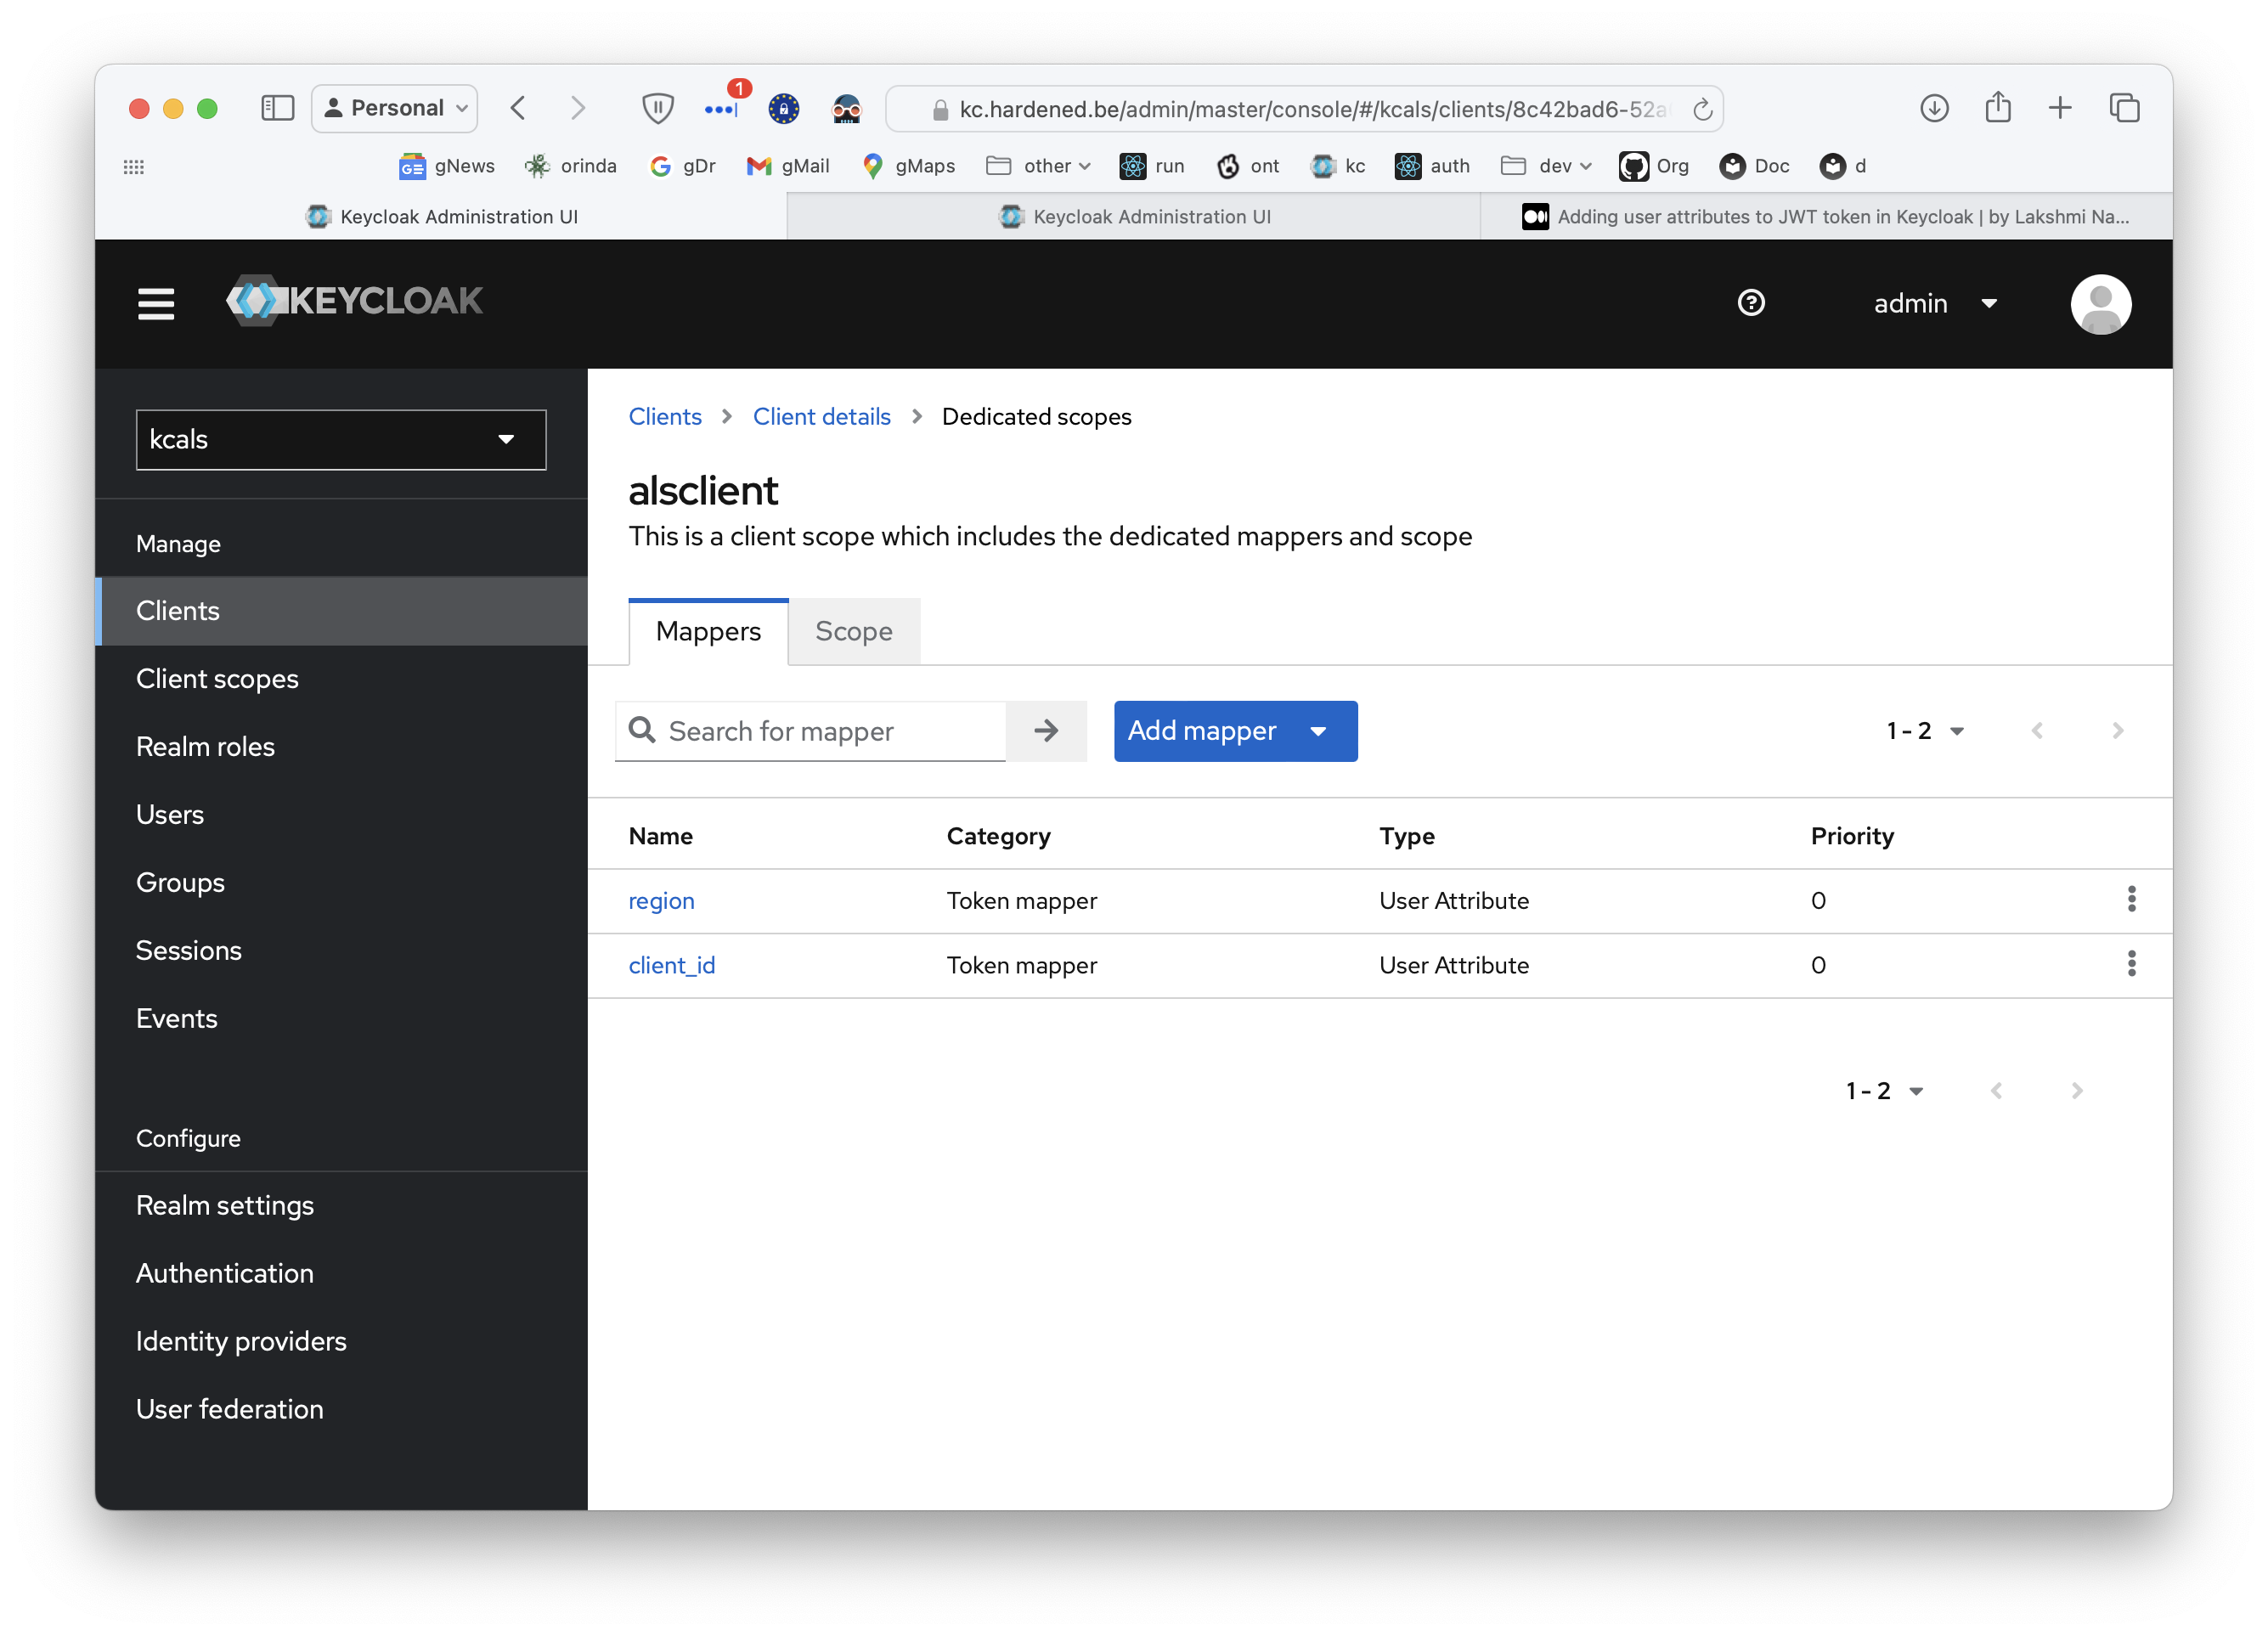 Personal
1
kc.hardened.be/admin/master/console/#/kcals/clients/8c42bad6-52a
gNews orinda gDr gMail gMaps other run ont kc auth dev Org Doc d
Keycloak Administration UI
Keycloak Administration UI
Adding user attributes to JWT token in Keycloak | by Lakshmi Na...
KEYCLOAK
admin
kcals
Manage
Clients
Client scopes
Realm roles
Users
Groups
Sessions
Events
Configure
Realm settings
Authentication
Identity providers
User federation
Clients > Client details > Dedicated scopes
alsclient
This is a client scope which includes the dedicated mappers and scope
Mappers Scope
Search for mapper
Add mapper
1 - 2
Name Category Type Priority
region Token mapper User Attribute 0
client_id Token mapper User Attribute 0
1 - 2